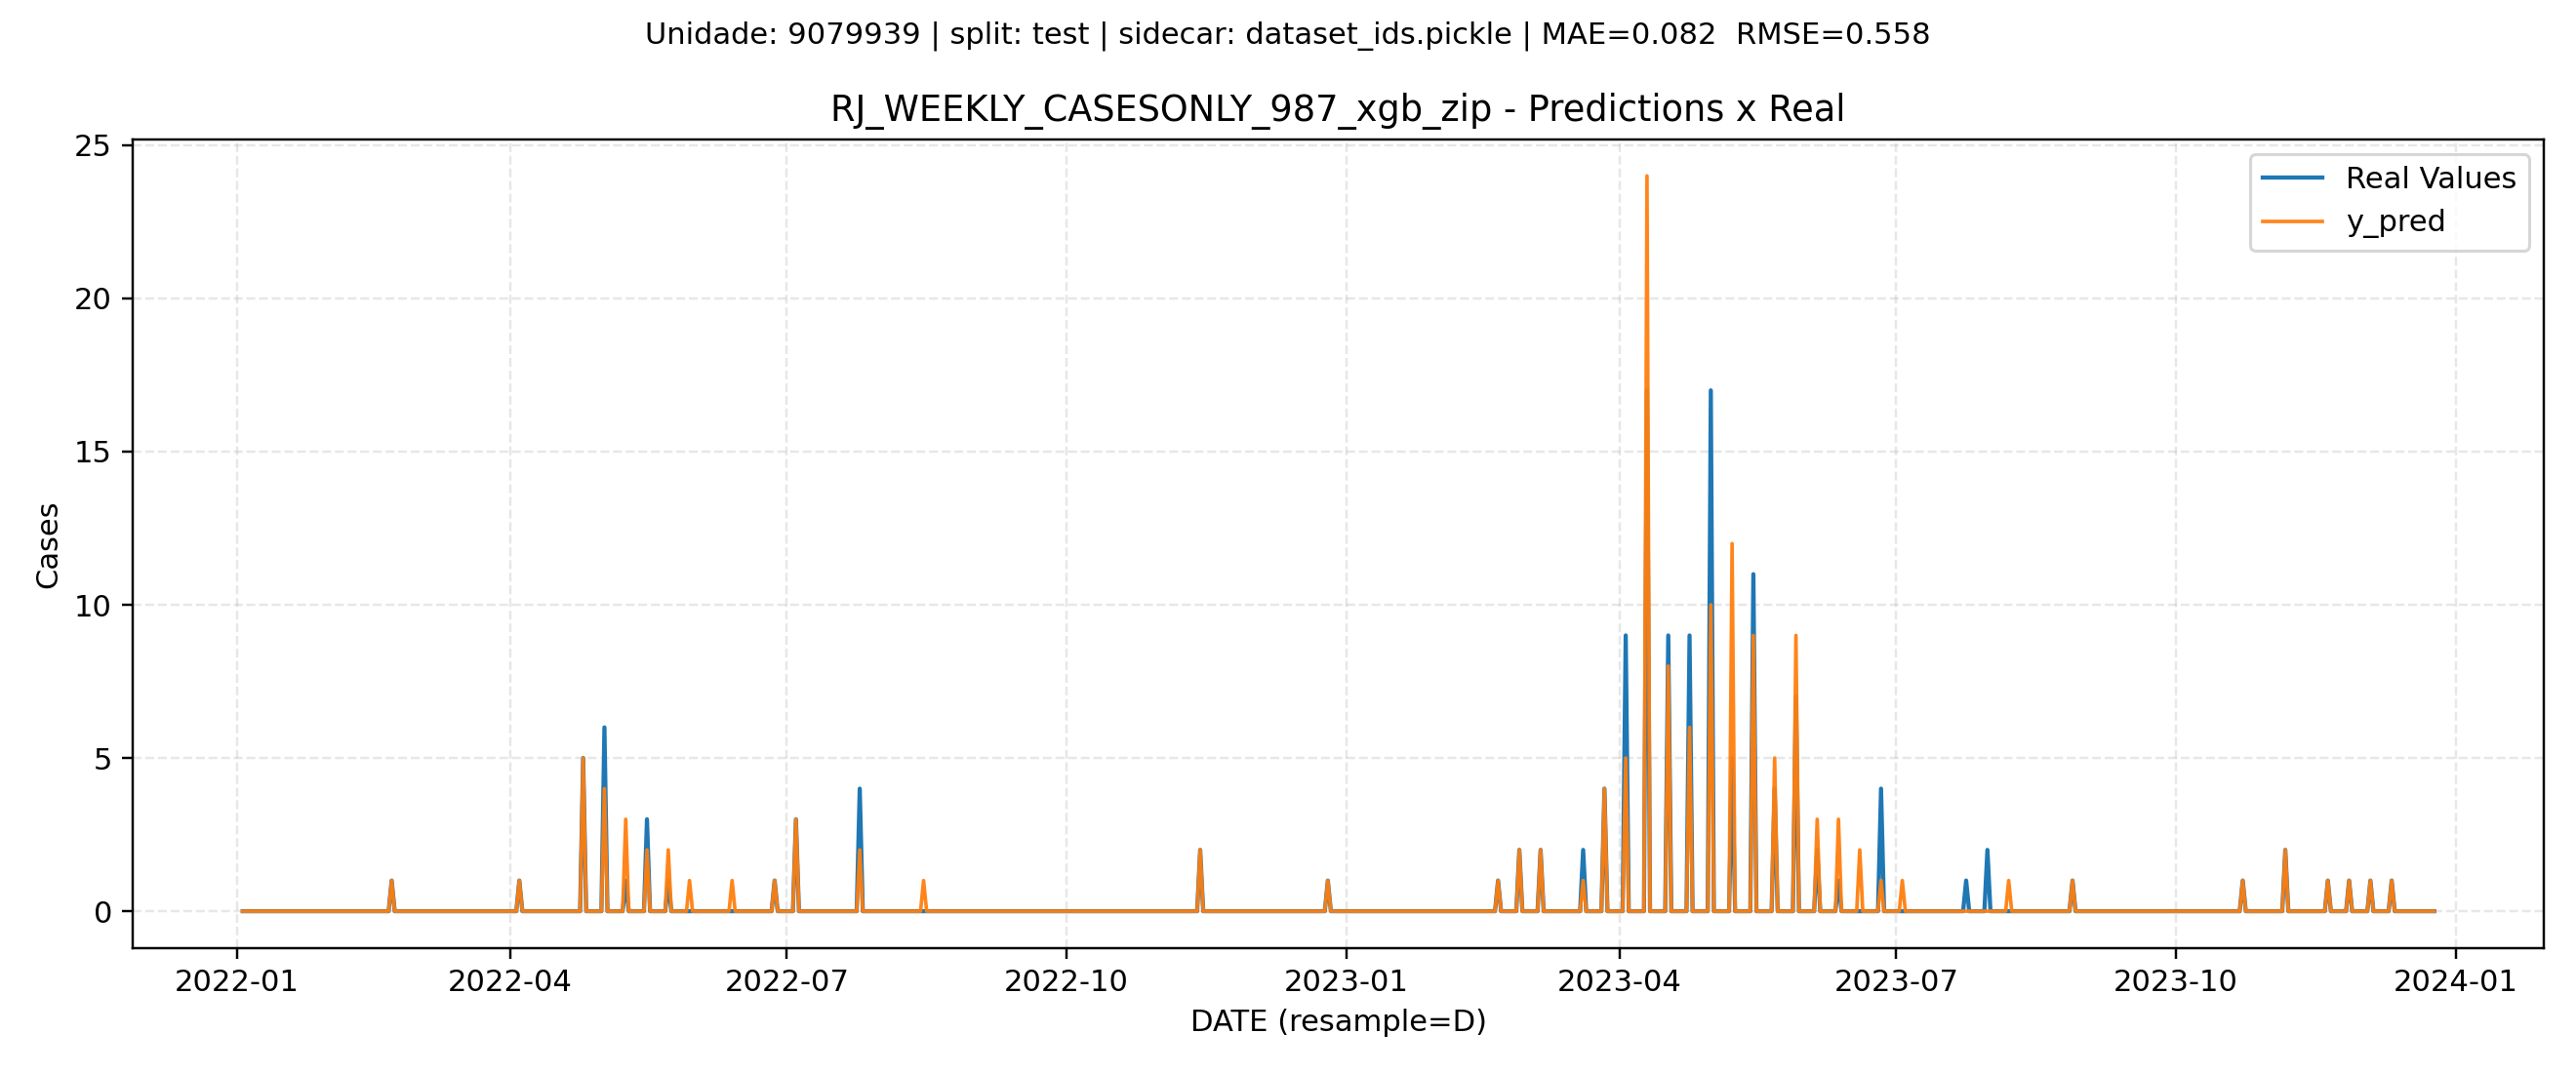 Unidade: 9079939 | split: test | sidecar: dataset_ids.pickle | MAE=0.082  RMSE=0.558
RJ_WEEKLY_CASESONLY_987_xgb_zip - Predictions x Real
25
20
15
10
5
0
Cases
Real Values
y_pred
2022-01 2022-04 2022-07 2022-10 2023-01 2023-04 2023-07 2023-10 2024-01
DATE (resample=D)